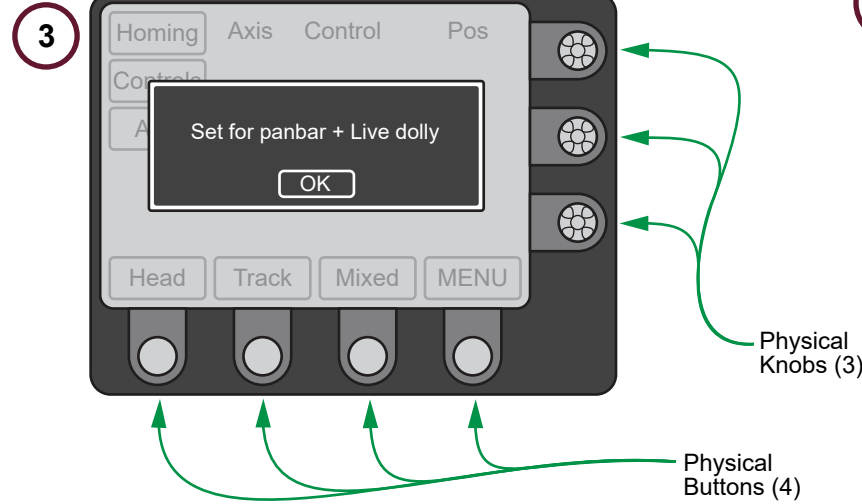 3
Homing Axis Control Pos
Controls
Set for panbar + Live dolly
OK
Head Track Mixed MENU
Physical
Knobs (3)
Physical
Buttons (4)